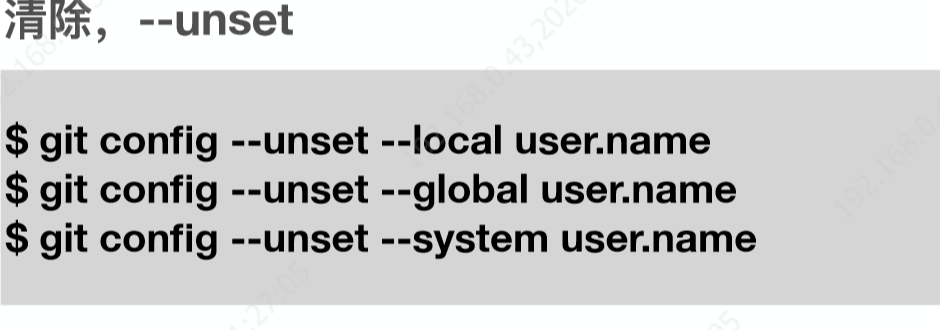 清除，--unset
$ git config --unset --local user.name
$ git config --unset --global user.name
$ git config --unset --system user.name